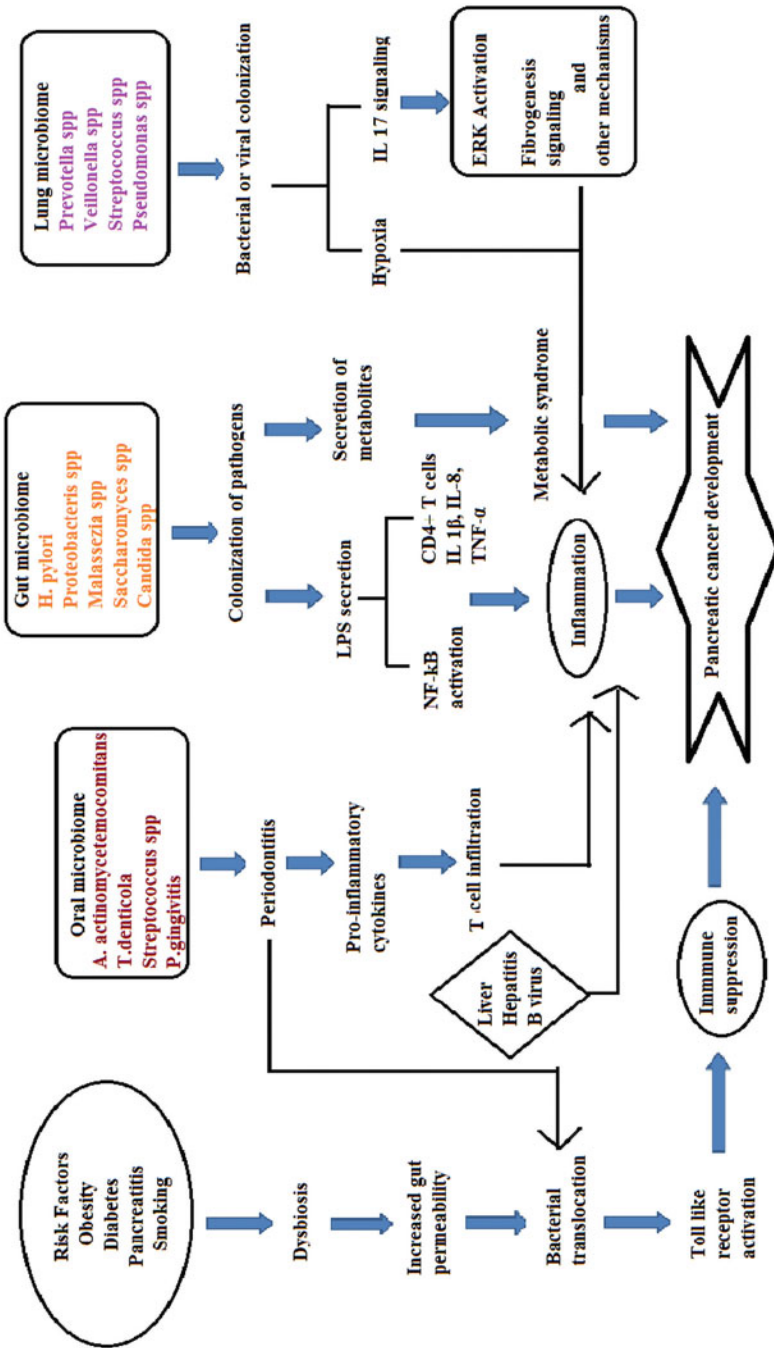 Risk Factors
Obesity
Diabetes
Pancreatitis
Smoking
Dysbiosis
Increased gut
permeability
Bacterial
translocation
Toll like
receptor
activation
Immune
suppression
Oral microbiome
A. actinomycetemocomitans
T.denticola
Streptococcus spp
P.gingivitis
Periodontitis
Pro-inflammatory
cytokines
T cell infiltration
Liver
Hepatitis
B virus
Gut microbiome
H. pylori
Proteobacteris spp
Malassezia spp
Saccharomyces spp
Candida spp
Colonization of pathogens
LPS secretion
NF-kB
activation
CD4+ T cells
IL 1β, IL-8,
TNF-α
Inflammation
Secretion of
metabolites
Metabolic syndrome
Pancreatic cancer development
Lung microbiome
Prevotella spp
Veillonella spp
Streptococcus spp
Pseudomonas spp
Bacterial or viral colonization
Hypoxia
IL 17 signaling
ERK Activation
Fibrogenesis
signaling
and
other mechanisms